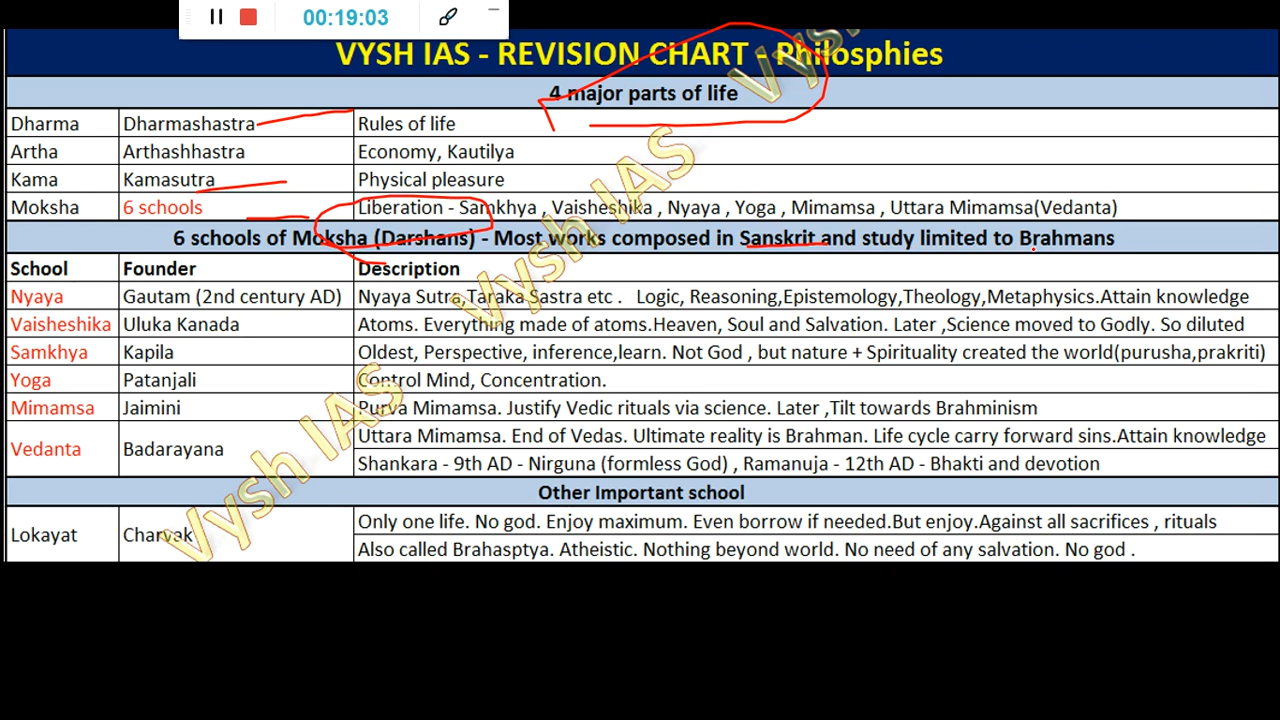 00:19:03
VYSH IAS - REVISION CHART - Philosphies
4 major parts of life
Dharma Dharmashastra Rules of life
Artha Arthashhastra Economy, Kautilya
Kama Kamasutra Physical pleasure
Moksha 6 schools Liberation - Samkhya , Vaisheshika , Nyaya , Yoga , Mimamsa , Uttara Mimamsa(Vedanta)
6 schools of Moksha (Darshans) - Most works composed in Sanskrit and study limited to Brahmans
School Founder Description
Nyaya Gautam (2nd century AD) Nyaya Sutra,Taraka Sastra etc . Logic, Reasoning,Epistemology,Theology,Metaphysics.Attain knowledge
Vaisheshika Uluka Kanada Atoms. Everything made of atoms.Heaven, Soul and Salvation. Later ,Science moved to Godly. So diluted
Samkhya Kapila Oldest, Perspective, inference,learn. Not God , but nature + Spirituality created the world(purusha,prakriti)
Yoga Patanjali Control Mind, Concentration.
Mimamsa Jaimini Purva Mimamsa. Justify Vedic rituals via science. Later ,Tilt towards Brahminism
Vedanta Badarayana Uttara Mimamsa. End of Vedas. Ultimate reality is Brahman. Life cycle carry forward sins.Attain knowledge
Shankara - 9th AD - Nirguna (formless God) , Ramanuja - 12th AD - Bhakti and devotion
Other Important school
Lokayat Charvak Only one life. No god. Enjoy maximum. Even borrow if needed.But enjoy.Against all sacrifices , rituals
Also called Brahasptya. Atheistic. Nothing beyond world. No need of any salvation. No god .
Vysh IAS
Vysh IAS
Vysh